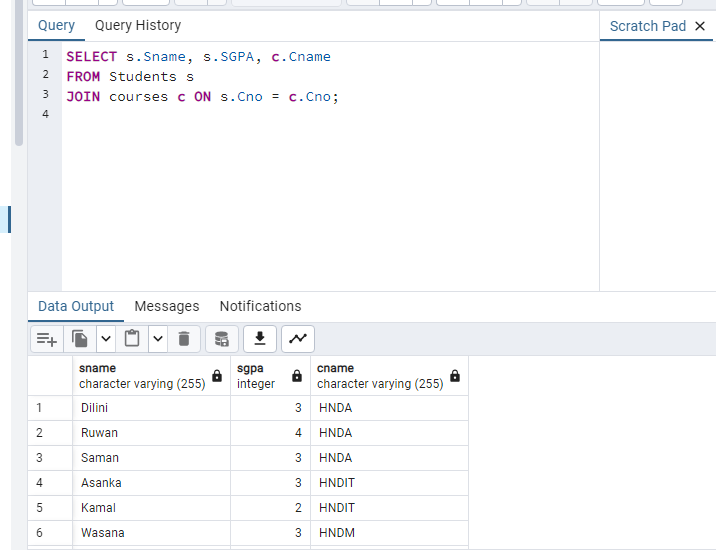 Query Query History Scratch Pad
1 SELECT s.Sname, s.SGPA, c.Cname
2 FROM Students s
3 JOIN courses c ON s.Cno = c.Cno;
4
Data Output Messages Notifications
sname sgpa cname
character varying (255) integer character varying (255)
1 Dilini 3 HNDA
2 Ruwan 4 HNDA
3 Saman 3 HNDA
4 Asanka 3 HNDIT
5 Kamal 2 HNDIT
6 Wasana 3 HNDM